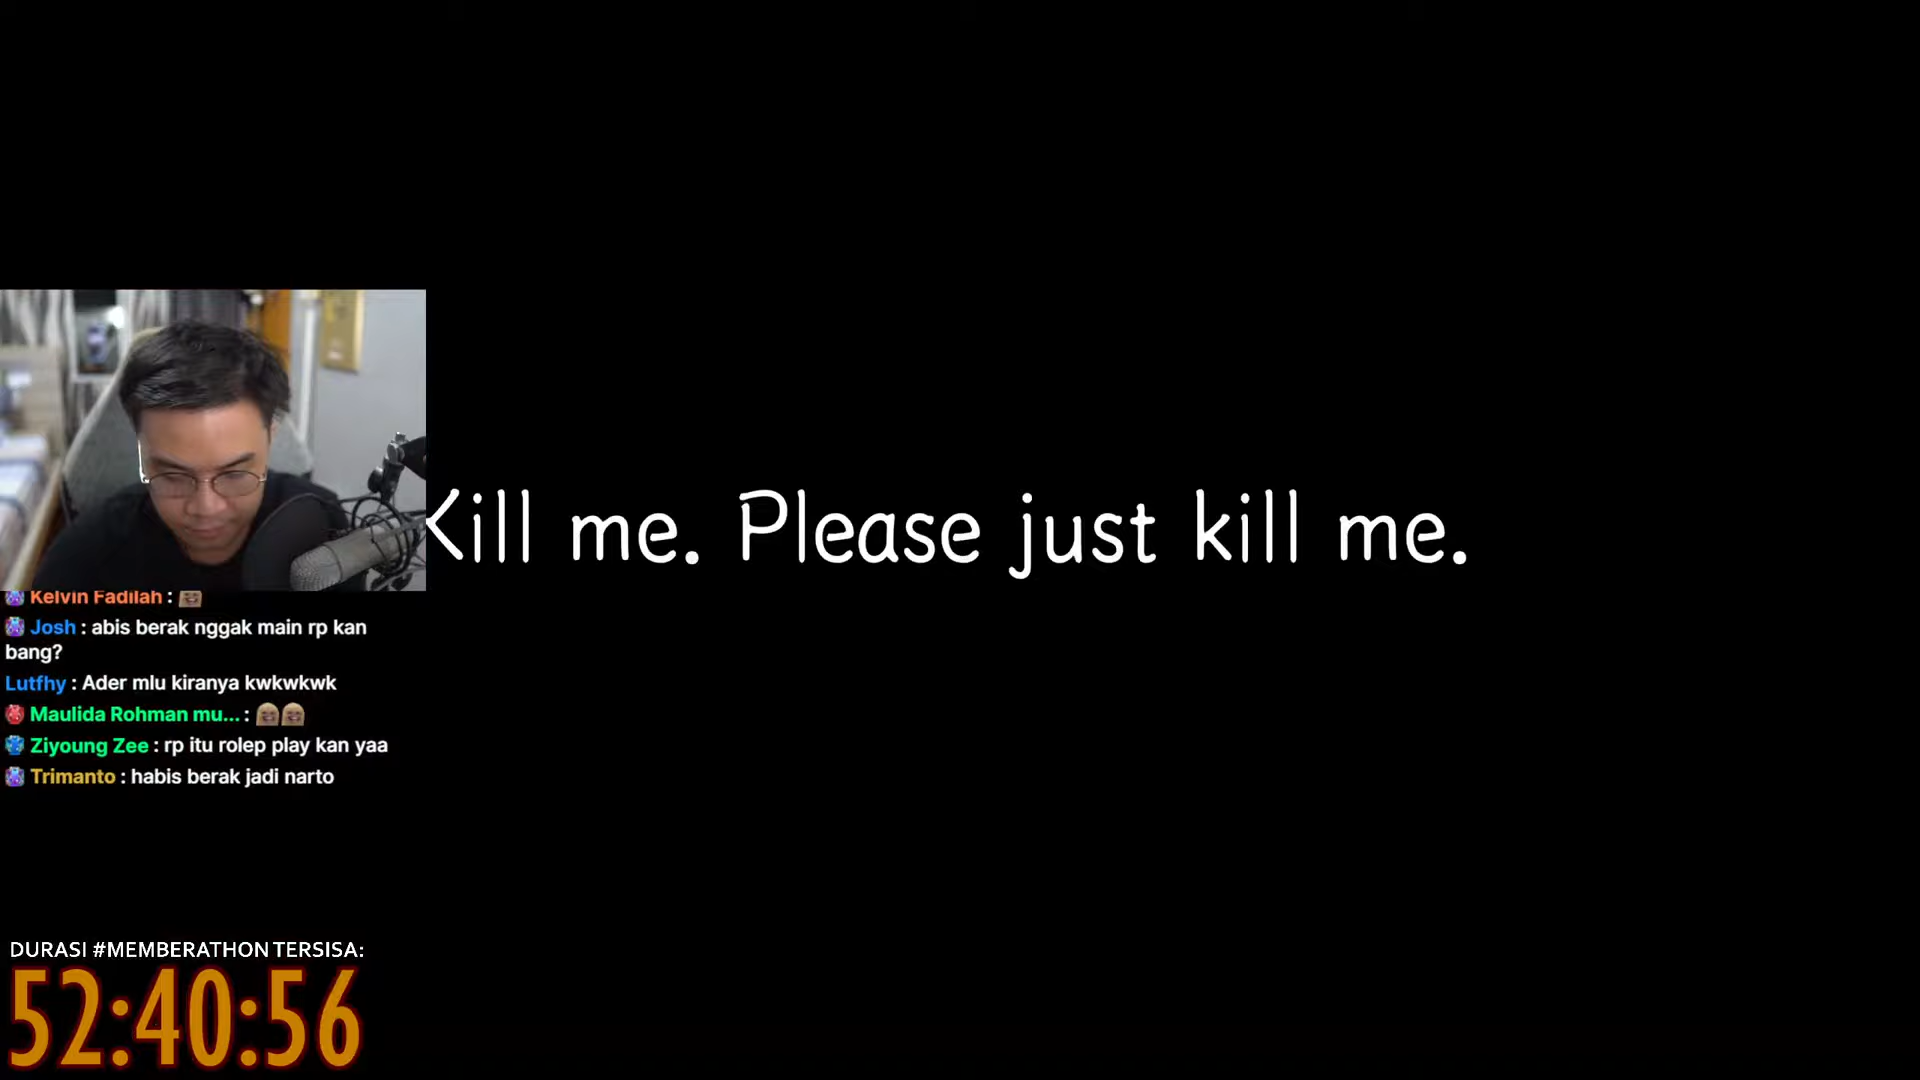 Kill me. Please just kill me.
Kelvin Fadilah :
Josh : abis berak nggak main rp kan
bang?
Lutfhy : Ader mlu kiranya kwkwkwk
Maulida Rohman mu... :
Ziyoung Zee : rp itu rolep play kan yaa
Trimanto : habis berak jadi narto
DURASI #MEMBERATHON TERSISA:
52:40:56